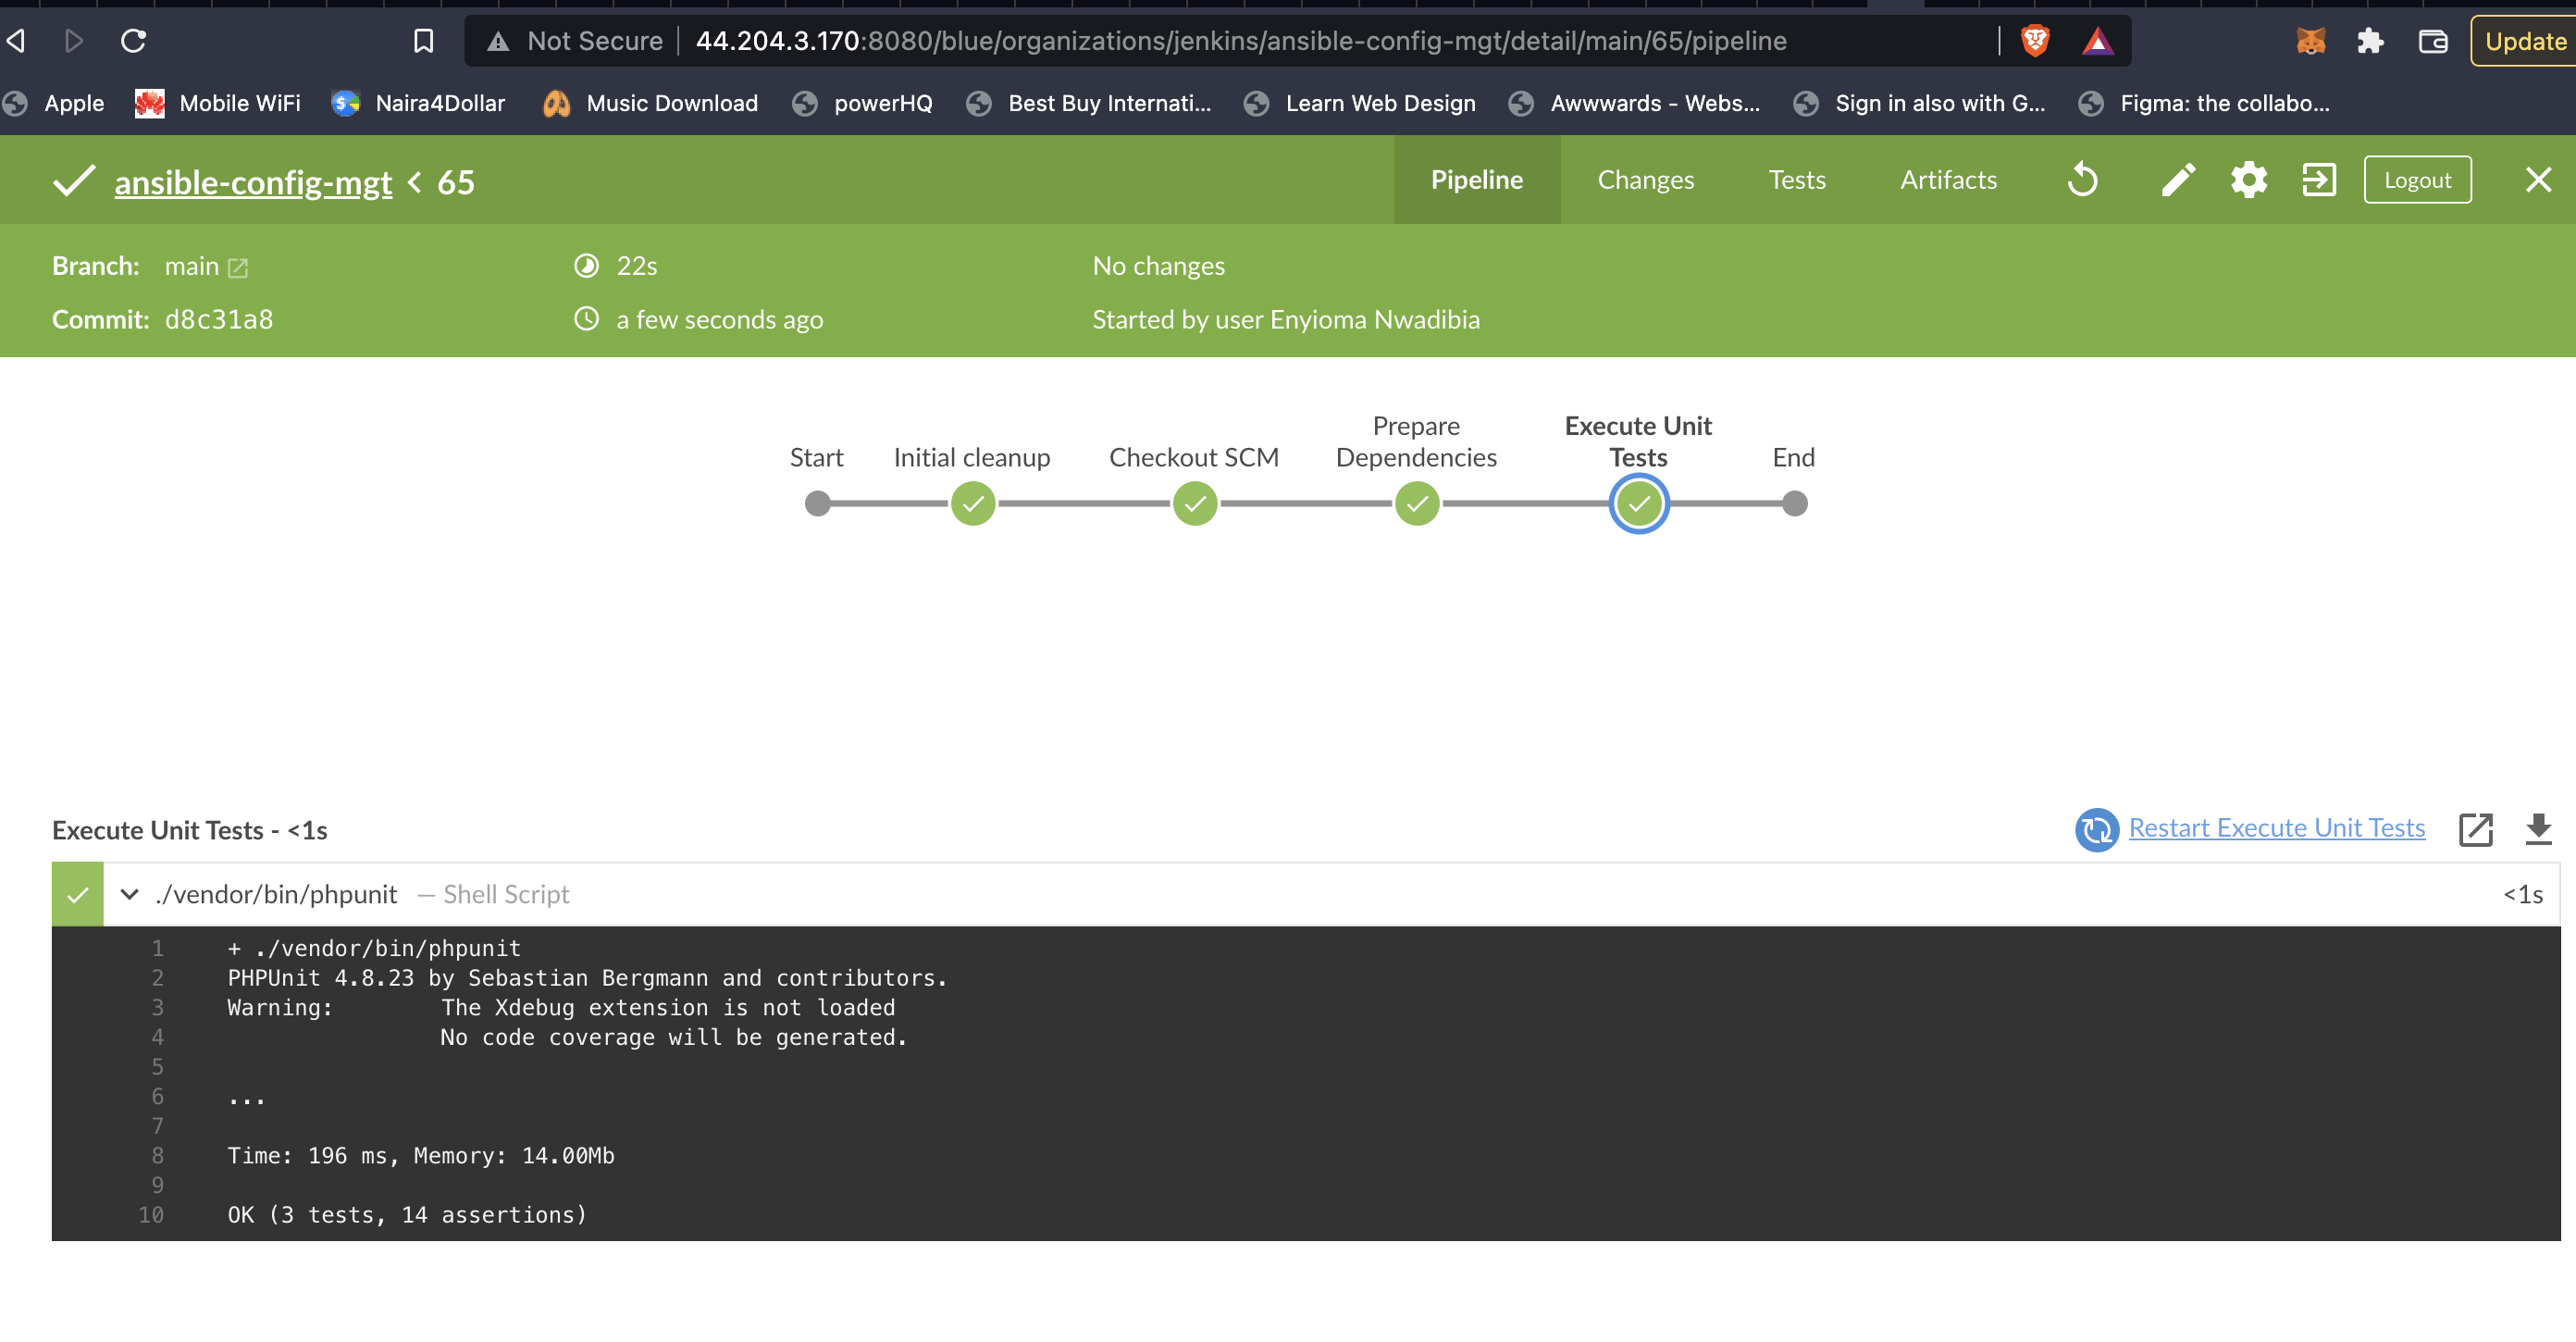 Not Secure 44.204.3.170:8080/blue/organizations/jenkins/ansible-config-mgt/detail/main/65/pipeline Update
Apple Mobile WiFi Naira4Dollar Music Download powerHQ Best Buy Internati... Learn Web Design Awwwards - Webs... Sign in also with G... Figma: the collabo...
ansible-config-mgt < 65 Pipeline Changes Tests Artifacts Logout
Branch: main 22s No changes
Commit: d8c31a8 a few seconds ago Started by user Enyioma Nwadibia
Start Initial cleanup Checkout SCM Prepare Dependencies Execute Unit Tests End
Execute Unit Tests - <1s Restart Execute Unit Tests
./vendor/bin/phpunit — Shell Script <1s
1 + ./vendor/bin/phpunit
2 PHPUnit 4.8.23 by Sebastian Bergmann and contributors.
3 Warning: The Xdebug extension is not loaded
4 No code coverage will be generated.
5
6 ...
7
8 Time: 196 ms, Memory: 14.00Mb
9
10 OK (3 tests, 14 assertions)